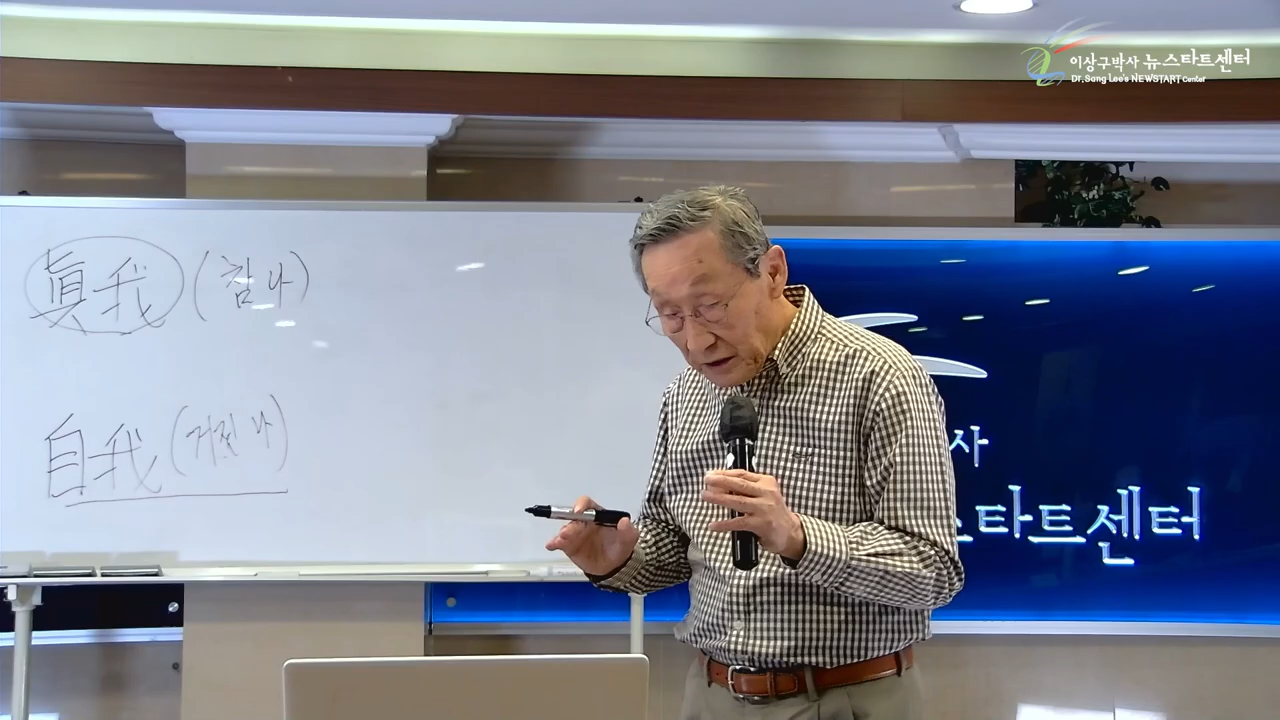 이상구박사 뉴스타트센터
Dr. Sang Lee's NEWSTART Center
眞我 (참나)
自我 (거짓나)
사
스타트센터